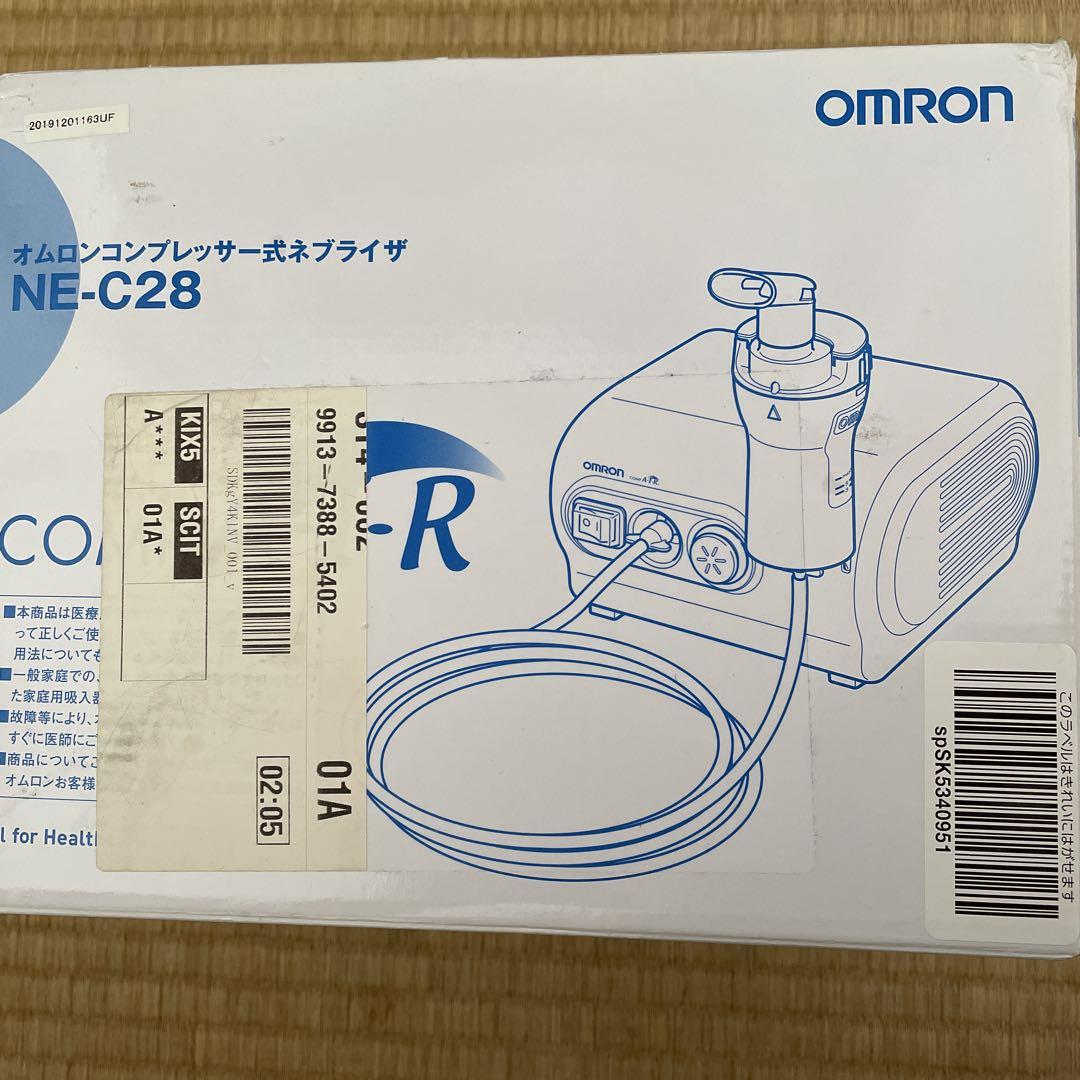 20191201163UF
OMRON
オムロンコンプレッサー式ネブライザ
NE-C28
-R
OMRON COMP A-I-R
KIX5
A***
SCIT
01A*
SDKgY4K1NV_001_v
9913-7388-5402
01A
02:05
■本商品は医療
って正しくご使
用法についても
■一般家庭での、
た家庭用吸入器
■故障等により、
すぐに医師にご
■商品についてご
オムロンお客様
l for Healt
このラベルはきれいにはがせます
spSK5340951